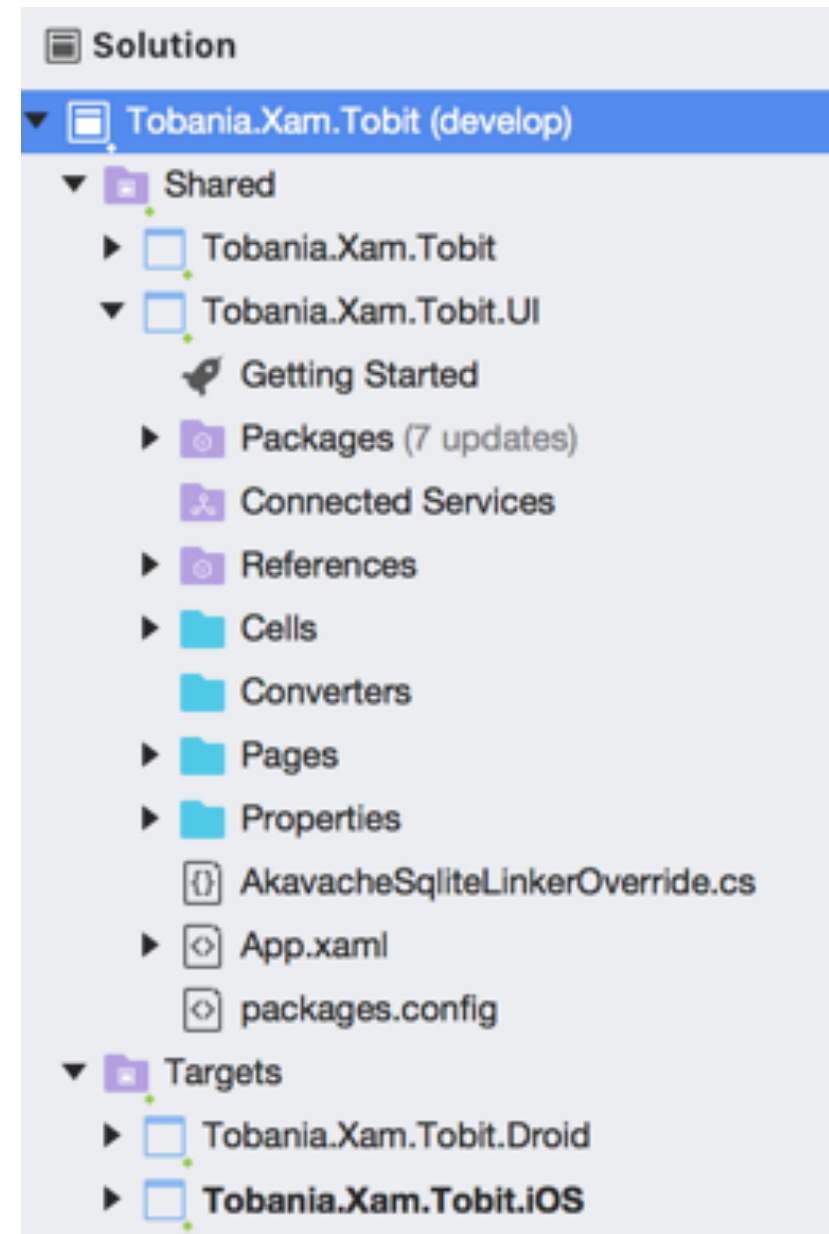 Solution
Tobania.Xam.Tobit (develop)
Shared
Tobania.Xam.Tobit
Tobania.Xam.Tobit.UI
Getting Started
Packages (7 updates)
Connected Services
References
Cells
Converters
Pages
Properties
AkavacheSqliteLinkerOverride.cs
App.xaml
packages.config
Targets
Tobania.Xam.Tobit.Droid
Tobania.Xam.Tobit.iOS